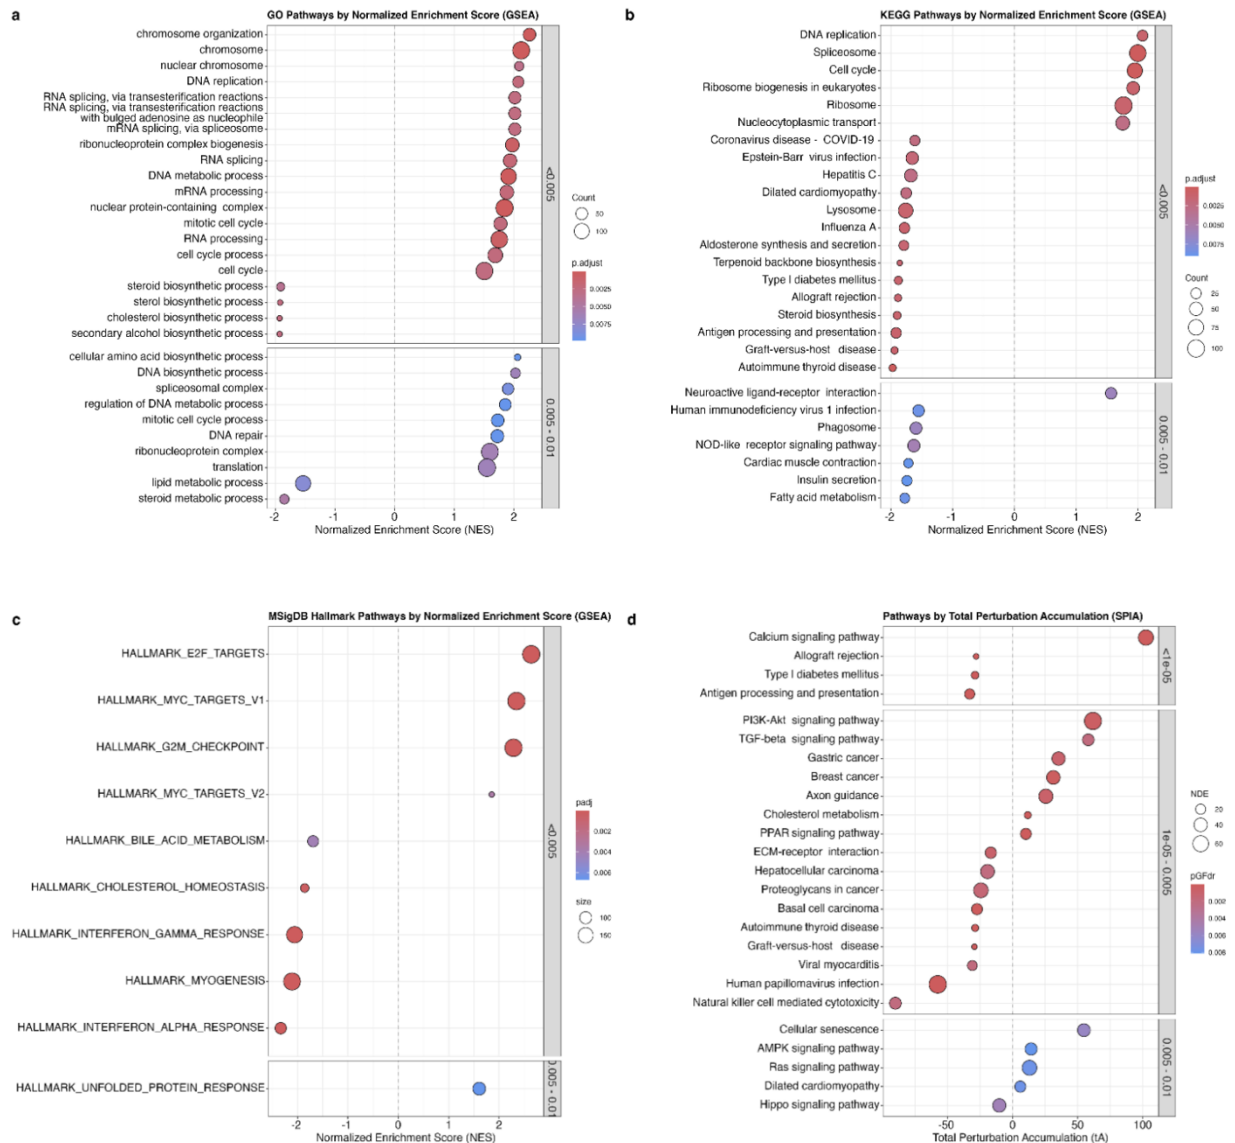 a
GO Pathways by Normalized Enrichment Score (GSEA)
chromosome organization
chromosome
nuclear chromosome
DNA replication
RNA splicing, via transesterification reactions
RNA splicing, via transesterification reactions
with bulged adenosine as nucleophile
mRNA splicing, via spliceosome
ribonucleoprotein complex biogenesis
RNA splicing
DNA metabolic process
mRNA processing
nuclear protein-containing complex
mitotic cell cycle
RNA processing
cell cycle process
cell cycle
steroid biosynthetic process
sterol biosynthetic process
cholesterol biosynthetic process
secondary alcohol biosynthetic process
<0.005
cellular amino acid biosynthetic process
DNA biosynthetic process
spliceosomal complex
regulation of DNA metabolic process
mitotic cell cycle process
DNA repair
ribonucleoprotein complex
translation
lipid metabolic process
steroid metabolic process
0.005 - 0.01
-2 -1 0 1 2
Normalized Enrichment Score (NES)
Count
50
100
p.adjust
0.0025
0.0050
0.0075
b
KEGG Pathways by Normalized Enrichment Score (GSEA)
DNA replication
Spliceosome
Cell cycle
Ribosome biogenesis in eukaryotes
Ribosome
Nucleocytoplasmic transport
Coronavirus disease - COVID-19
Epstein-Barr virus infection
Hepatitis C
Dilated cardiomyopathy
Lysosome
Influenza A
Aldosterone synthesis and secretion
Terpenoid backbone biosynthesis
Type I diabetes mellitus
Allograft rejection
Steroid biosynthesis
Antigen processing and presentation
Graft-versus-host disease
Autoimmune thyroid disease
<0.005
Neuroactive ligand-receptor interaction
Human immunodeficiency virus 1 infection
Phagosome
NOD-like receptor signaling pathway
Cardiac muscle contraction
Insulin secretion
Fatty acid metabolism
0.005 - 0.01
-2 -1 0 1 2
Normalized Enrichment Score (NES)
p.adjust
0.0025
0.0050
0.0075
Count
25
50
75
100
c
MSigDB Hallmark Pathways by Normalized Enrichment Score (GSEA)
HALLMARK_E2F_TARGETS
HALLMARK_MYC_TARGETS_V1
HALLMARK_G2M_CHECKPOINT
HALLMARK_MYC_TARGETS_V2
HALLMARK_BILE_ACID_METABOLISM
HALLMARK_CHOLESTEROL_HOMEOSTASIS
HALLMARK_INTERFERON_GAMMA_RESPONSE
HALLMARK_MYOGENESIS
HALLMARK_INTERFERON_ALPHA_RESPONSE
<0.005
HALLMARK_UNFOLDED_PROTEIN_RESPONSE
-2 -1 0 1 2
Normalized Enrichment Score (NES)
padj
0.002
0.004
0.006
size
100
150
d
Pathways by Total Perturbation Accumulation (SPIA)
Calcium signaling pathway
Allograft rejection
Type I diabetes mellitus
Antigen processing and presentation
<1e-05
PI3K-Akt signaling pathway
TGF-beta signaling pathway
Gastric cancer
Breast cancer
Axon guidance
Cholesterol metabolism
PPAR signaling pathway
ECM-receptor interaction
Hepatocellular carcinoma
Proteoglycans in cancer
Basal cell carcinoma
Autoimmune thyroid disease
Graft-versus-host disease
Viral myocarditis
Human papillomavirus infection
Natural killer cell mediated cytotoxicity
1e-05 - 0.005
Cellular senescence
AMPK signaling pathway
Ras signaling pathway
Dilated cardiomyopathy
Hippo signaling pathway
0.005 - 0.01
-50 0 50 100
Total Perturbation Accumulation (tA)
NDE
20
40
60
pGFdr
0.002
0.004
0.006